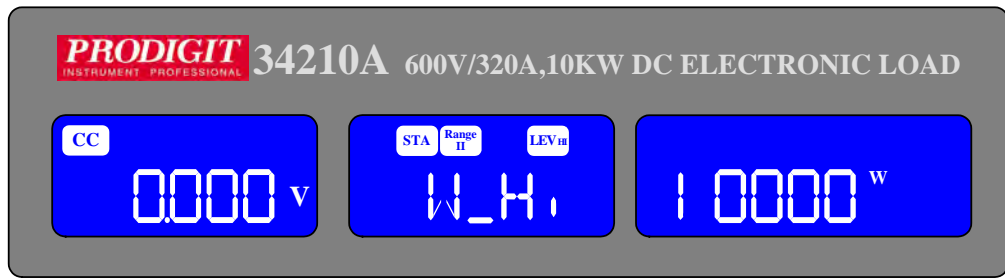 PRODIGIT
INSTRUMENT PROFESSIONAL
34210A 600V/320A,10KW DC ELECTRONIC LOAD
CC
0.000 V
STA Range II LEV HI
W_Hi
10000 W